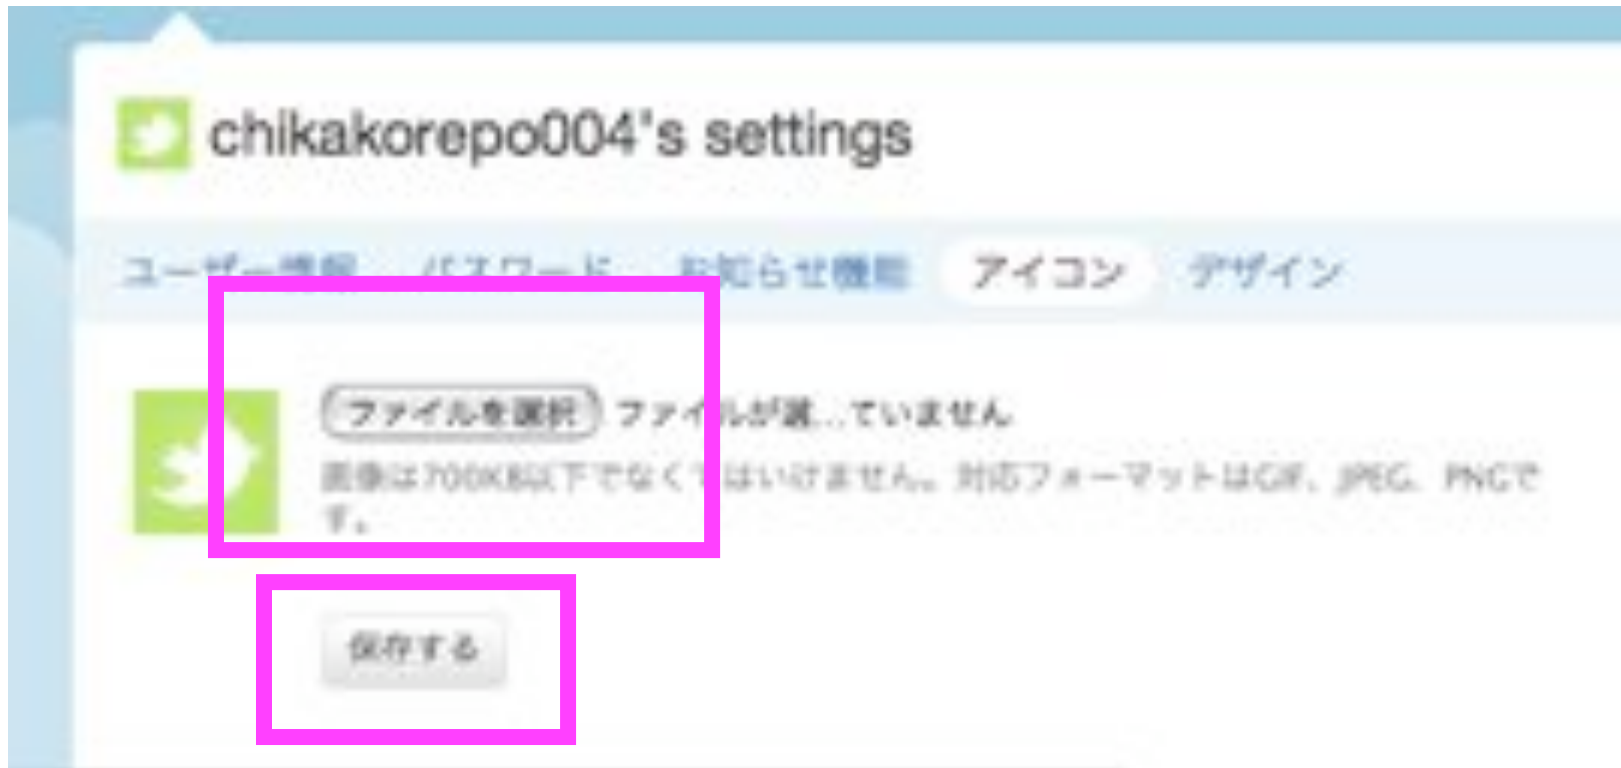 chikakorepo004's settings
ユーザー情報 パスワード お知らせ機能 アイコン デザイン
ファイルを選択 ファイルが選...ていません
画像は700KB以下でなくてはいけません。対応フォーマットはGIF、JPEG、PNGで
す。
保存する